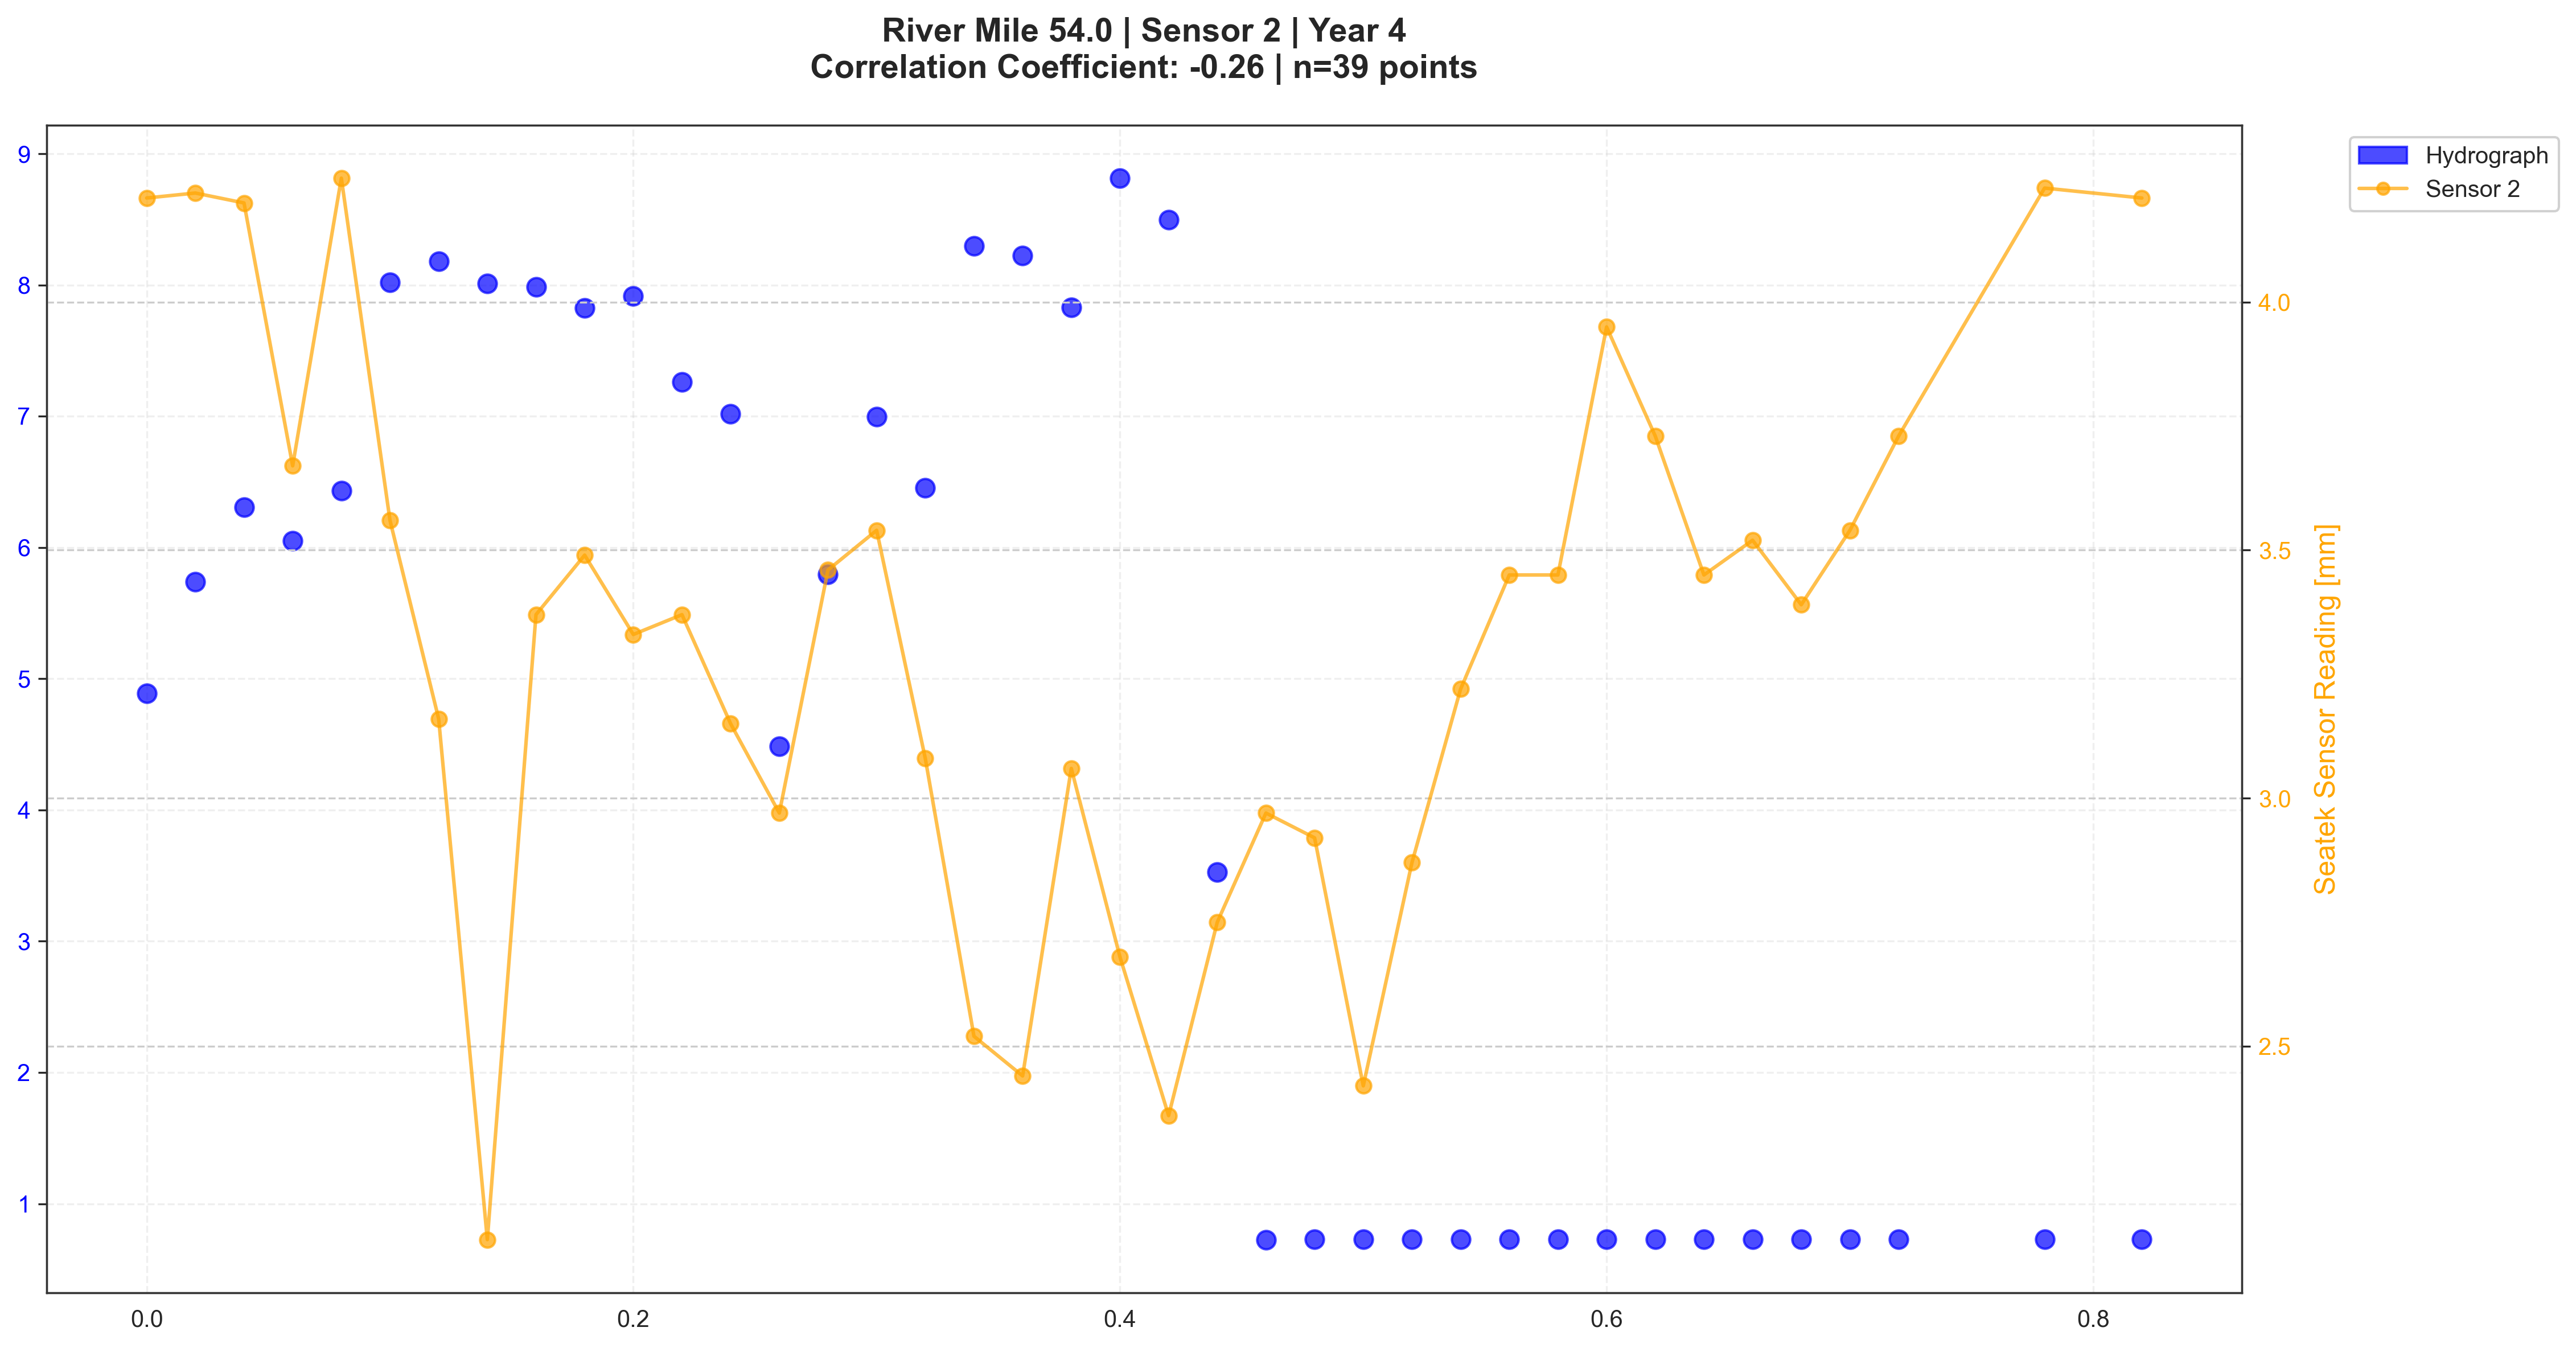 River Mile 54.0 | Sensor 2 | Year 4
Correlation Coefficient: -0.26 | n=39 points
Hydrograph
Sensor 2
9
8
7
6
5
4
3
2
1
4.0
3.5
3.0
2.5
Seatek Sensor Reading [mm]
0.0 0.2 0.4 0.6 0.8